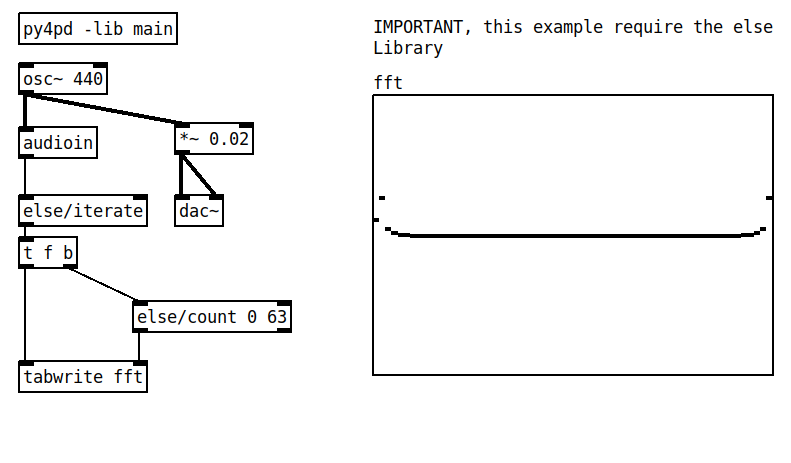 py4pd -lib main
IMPORTANT, this example require the else
Library
osc~ 440
fft
*~ 0.02
audioin
else/iterate
dac~
t f b
else/count 0 63
tabwrite fft